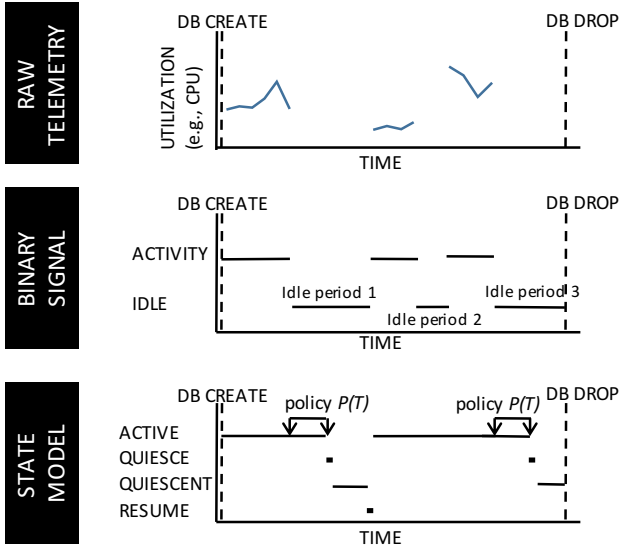 RAW
TELEMETRY
DB CREATE
DB DROP
UTILIZATION
(e.g., CPU)
TIME
BINARY
SIGNAL
DB CREATE
DB DROP
ACTIVITY
IDLE
Idle period 1
Idle period 2
Idle period 3
TIME
STATE
MODEL
DB CREATE
DB DROP
policy P(T)
policy P(T)
ACTIVE
QUIESCE
QUIESCENT
RESUME
TIME